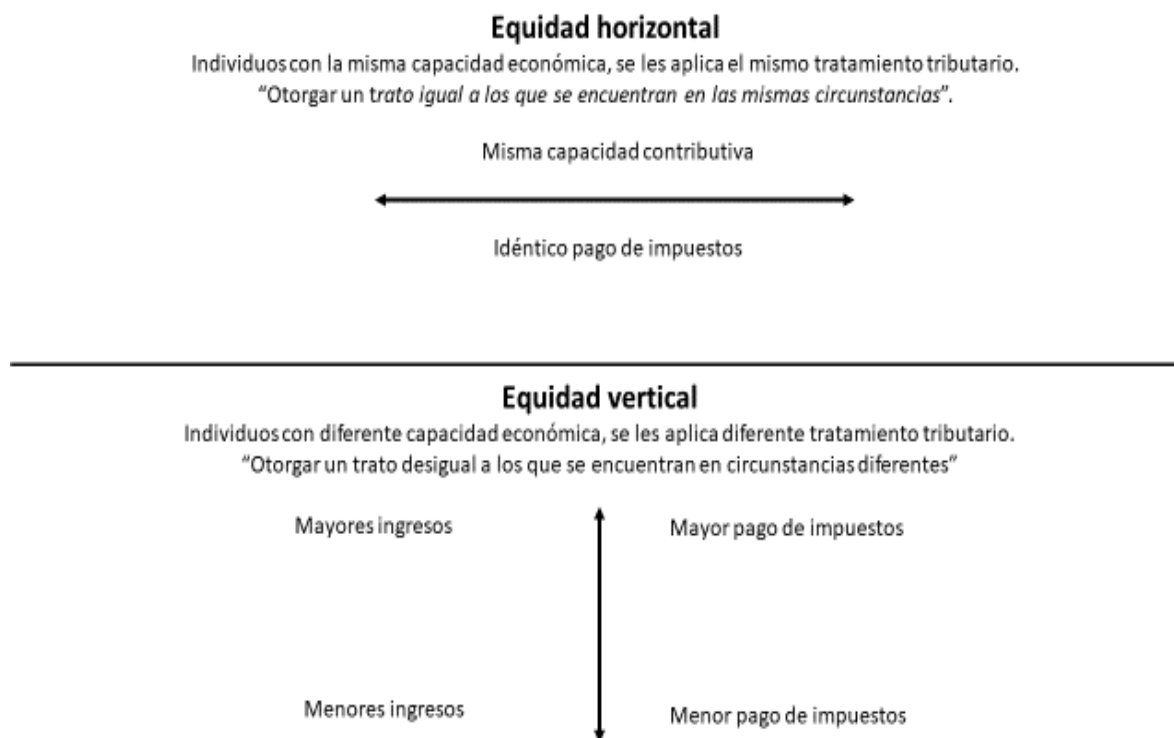 Equidad horizontal
Individuos con la misma capacidad económica, se les aplica el mismo tratamiento tributario.
“Otorgar un trato igual a los que se encuentran en las mismas circunstancias”.
Misma capacidad contributiva
Idéntico pago de impuestos
Equidad vertical
Individuos con diferente capacidad económica, se les aplica diferente tratamiento tributario.
“Otorgar un trato desigual a los que se encuentran en circunstancias diferentes”
Mayores ingresos
Mayor pago de impuestos
Menores ingresos
Menor pago de impuestos